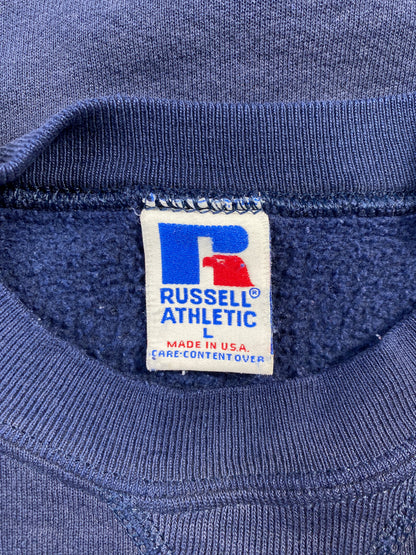 R
RUSSELL®
ATHLETIC
L
MADE IN U.S.A.
CARE·CONTENT OVER